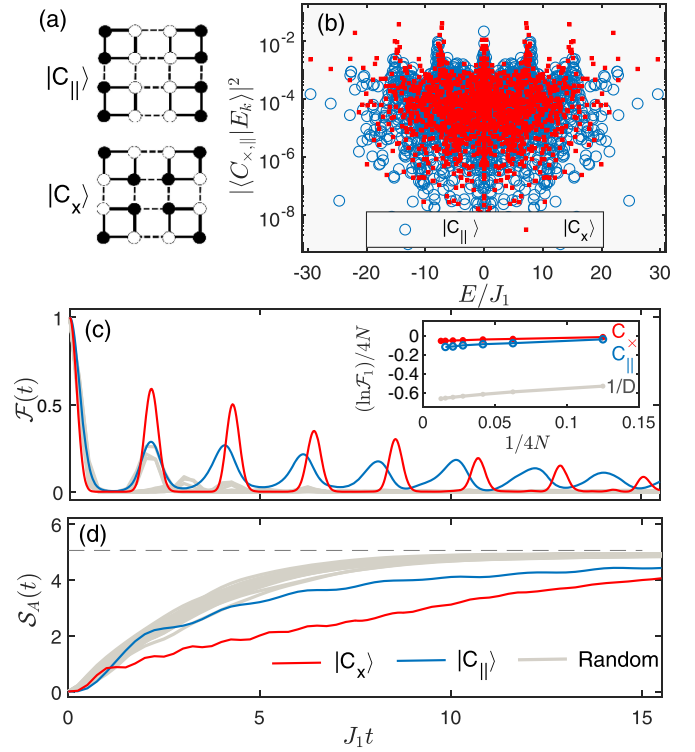 (a)
|C||⟩
|Cx⟩
(b)
|⟨C×,|||Ek⟩|²
10⁻²
10⁻⁴
10⁻⁶
10⁻⁸
|C||⟩ |Cx⟩
-30 -20 -10 0 10 20 30
E/J₁
(c)
F(t)
1
0.5
0
(lnF₁)/4N
0
-0.2
-0.4
-0.6
C×
C||
1/D
0 0.05 0.1 0.15
1/4N
(d)
S_A(t)
6
4
2
0
|Cx⟩ |C||⟩ Random
0 5 10 15
J₁t